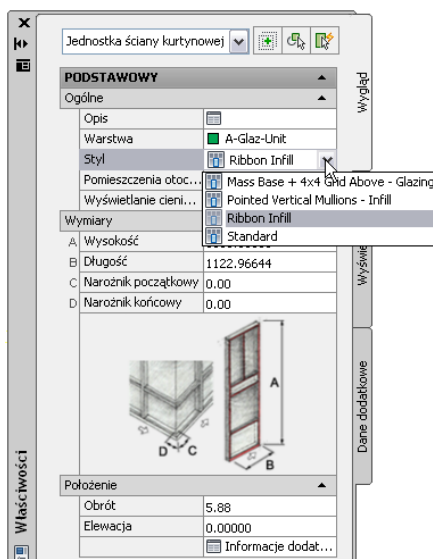 Jednostka ściany kurtynowej
PODSTAWOWY
Ogólne
Opis
Warstwa A-Glaz-Unit
Styl Ribbon Infill
Pomieszczenia otoc...
Wyświetlanie cieni...
Mass Base + 4x4 Grid Above - Glazing
Pointed Vertical Mullions - Infill
Ribbon Infill
Standard
Wymiary
A Wysokość
B Długość 1122.96644
C Narożnik początkowy 0.00
D Narożnik końcowy 0.00
A
D C
B
Położenie
Obrót 5.88
Elewacja 0.00000
Informacje dodat...
Wygląd
Wyświe
Dane dodatkowe
Właściwości